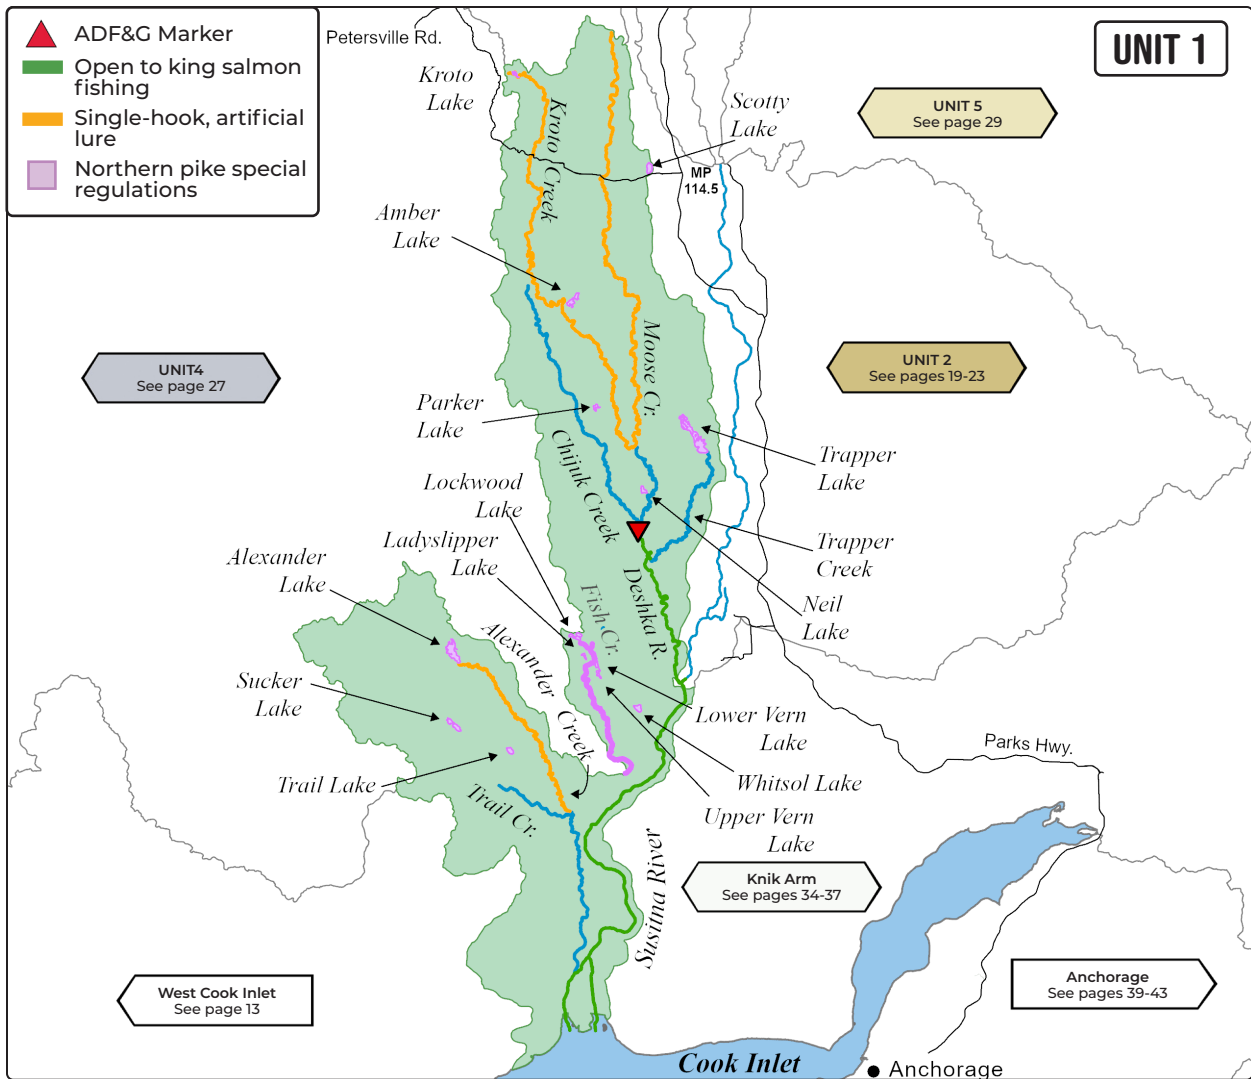 ADF&G Marker
Open to king salmon
fishing
Single-hook, artificial
lure
Northern pike special
regulations
Petersville Rd.
UNIT 1
Kroto
Lake
Kroto Creek
Scotty
Lake
UNIT 5
See page 29
MP
114.5
Amber
Lake
Moose Cr.
UNIT4
See page 27
UNIT 2
See pages 19-23
Parker
Lake
Chijuk Creek
Trapper
Lake
Lockwood
Lake
Ladyslipper
Lake
Trapper
Creek
Alexander
Lake
Deshka R.
Fish Cr.
Neil
Lake
Alexander
Creek
Sucker
Lake
Lower Vern
Lake
Parks Hwy.
Trail Lake
Whitsol Lake
Trail Cr.
Upper Vern
Lake
Susitna River
Knik Arm
See pages 34-37
West Cook Inlet
See page 13
Anchorage
See pages 39-43
Cook Inlet
Anchorage